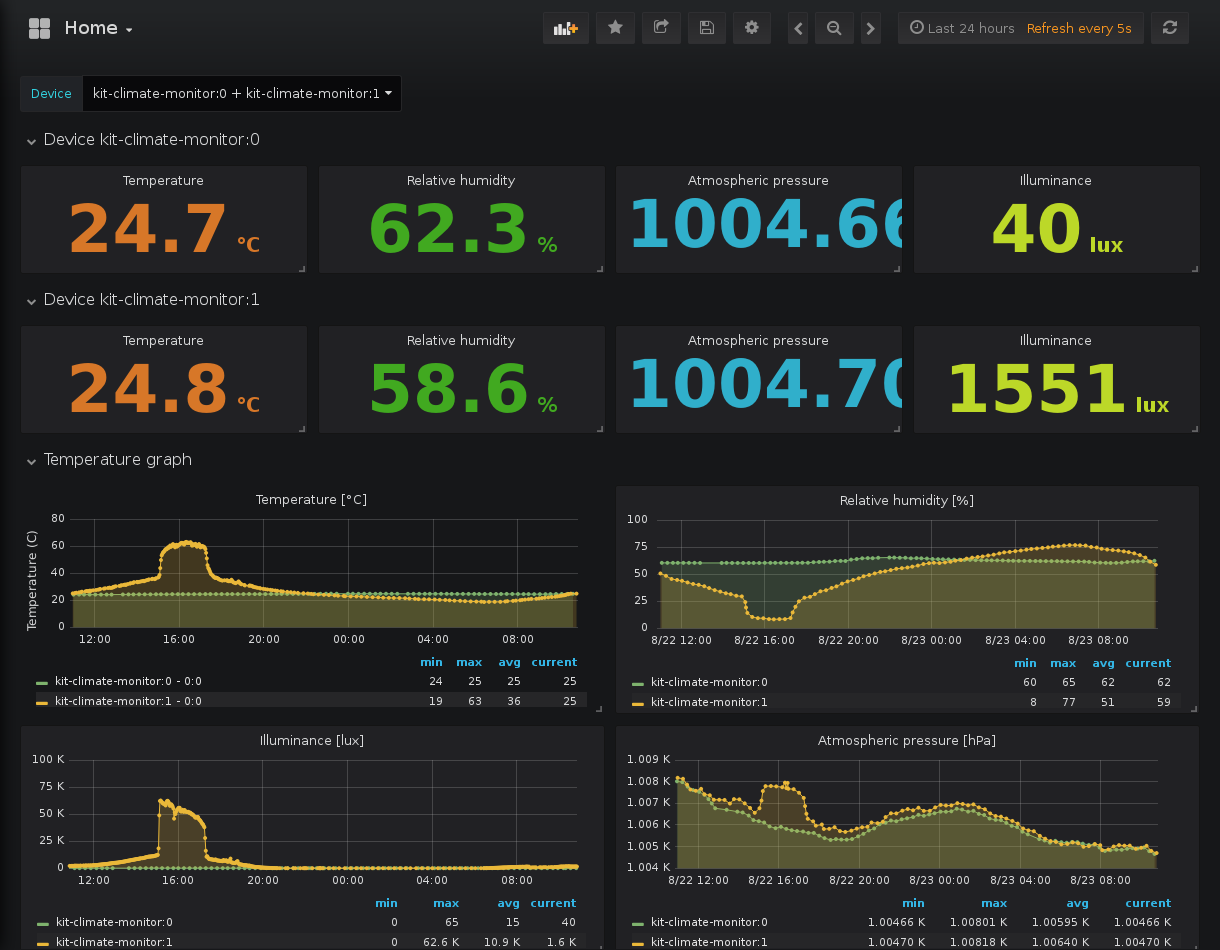 Home
Last 24 hours Refresh every 5s
Device kit-climate-monitor:0 + kit-climate-monitor:1
Device kit-climate-monitor:0
Temperature Relative humidity Atmospheric pressure Illuminance
24.7 °C 62.3 % 1004.66 40 lux
Device kit-climate-monitor:1
Temperature Relative humidity Atmospheric pressure Illuminance
24.8 °C 58.6 % 1004.70 1551 lux
Temperature graph
Temperature [°C]
Temperature (C)
80
60
40
20
0
12:00 16:00 20:00 00:00 04:00 08:00
min max avg current
kit-climate-monitor:0 - 0:0 24 25 25 25
kit-climate-monitor:1 - 0:0 19 63 36 25
Relative humidity [%]
100
75
50
25
0
8/22 12:00 8/22 16:00 8/22 20:00 8/23 00:00 8/23 04:00 8/23 08:00
min max avg current
kit-climate-monitor:0 60 65 62 62
kit-climate-monitor:1 8 77 51 59
Illuminance [lux]
100 K
75 K
50 K
25 K
0
12:00 16:00 20:00 00:00 04:00 08:00
min max avg current
kit-climate-monitor:0 0 65 15 40
kit-climate-monitor:1 0 62.6 K 10.9 K 1.6 K
Atmospheric pressure [hPa]
1.009 K
1.008 K
1.007 K
1.006 K
1.005 K
1.004 K
8/22 12:00 8/22 16:00 8/22 20:00 8/23 00:00 8/23 04:00 8/23 08:00
min max avg current
kit-climate-monitor:0 1.00466 K 1.00801 K 1.00595 K 1.00466 K
kit-climate-monitor:1 1.00470 K 1.00818 K 1.00640 K 1.00470 K